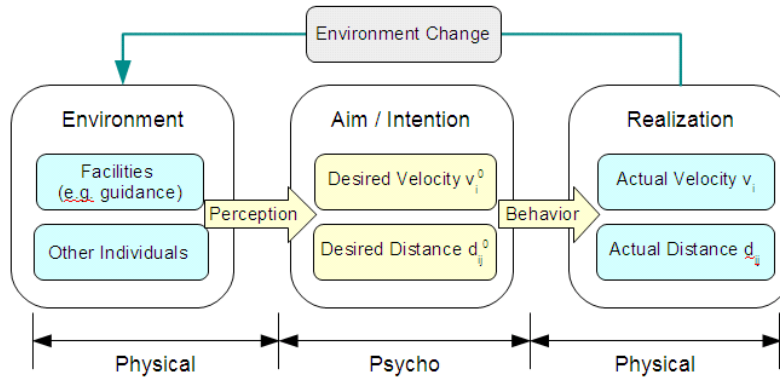 Environment Change
Environment
Aim / Intention
Realization
Facilities
(e.g. guidance)
Other Individuals
Perception
Desired Velocity v_i^0
Desired Distance d_ij^0
Behavior
Actual Velocity v_i
Actual Distance d_ij
Physical
Psycho
Physical